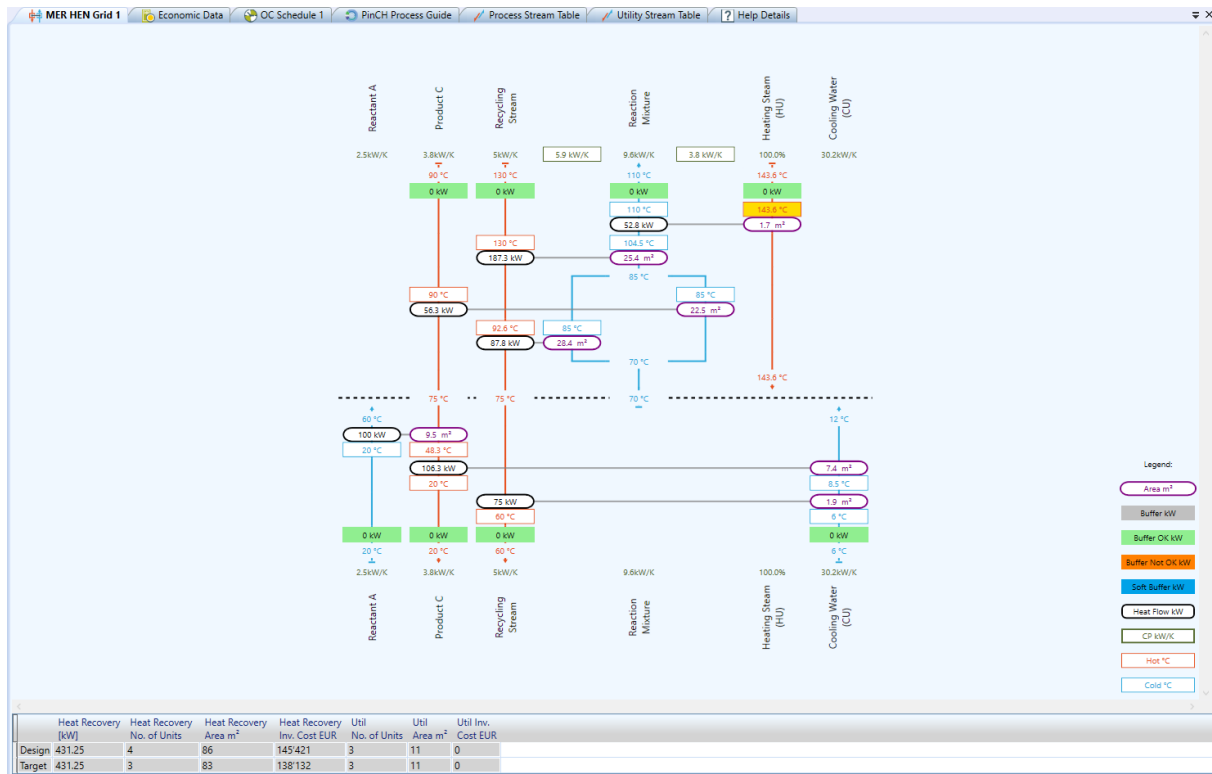 MER HEN Grid 1 Economic Data OC Schedule 1 PinCH Process Guide Process Stream Table Utility Stream Table Help Details
Reactant A
Product C
Recycling
Stream
Reaction
Mixture
Heating Steam
(HU)
Cooling Water
(CU)
2.5kW/K 3.8kW/K 5kW/K 5.9 kW/K 9.6kW/K 3.8 kW/K 100.0% 30.2kW/K
90 °C 130 °C 110 °C 143.6 °C
0 kW 0 kW 0 kW 0 kW
110 °C 143.6 °C
52.8 kW 1.7 m²
130 °C 104.5 °C
187.3 kW 25.4 m²
85 °C
90 °C 85 °C
56.3 kW 22.5 m²
92.6 °C 85 °C
87.8 kW 28.4 m²
70 °C
143.6 °C
75 °C 75 °C 70 °C
60 °C 12 °C
100 kW 9.5 m²
20 °C 48.3 °C
106.3 kW 7.4 m²
20 °C 8.5 °C
75 kW 1.9 m²
60 °C 6 °C
0 kW 0 kW 0 kW 0 kW
20 °C 20 °C 60 °C 6 °C
2.5kW/K 3.8kW/K 5kW/K 9.6kW/K 100.0% 30.2kW/K
Reactant A
Product C
Recycling
Stream
Reaction
Mixture
Heating Steam
(HU)
Cooling Water
(CU)
Legend:
Area m²
Buffer kW
Buffer OK kW
Buffer Not OK kW
Soft Buffer kW
Heat Flow kW
CP kW/K
Hot °C
Cold °C
Heat Recovery Heat Recovery Heat Recovery Heat Recovery Util Util Util Inv.
[kW] No. of Units Area m² Inv. Cost EUR No. of Units Area m² Cost EUR
Design 431.25 4 86 145'421 3 11 0
Target 431.25 3 83 138'132 3 11 0